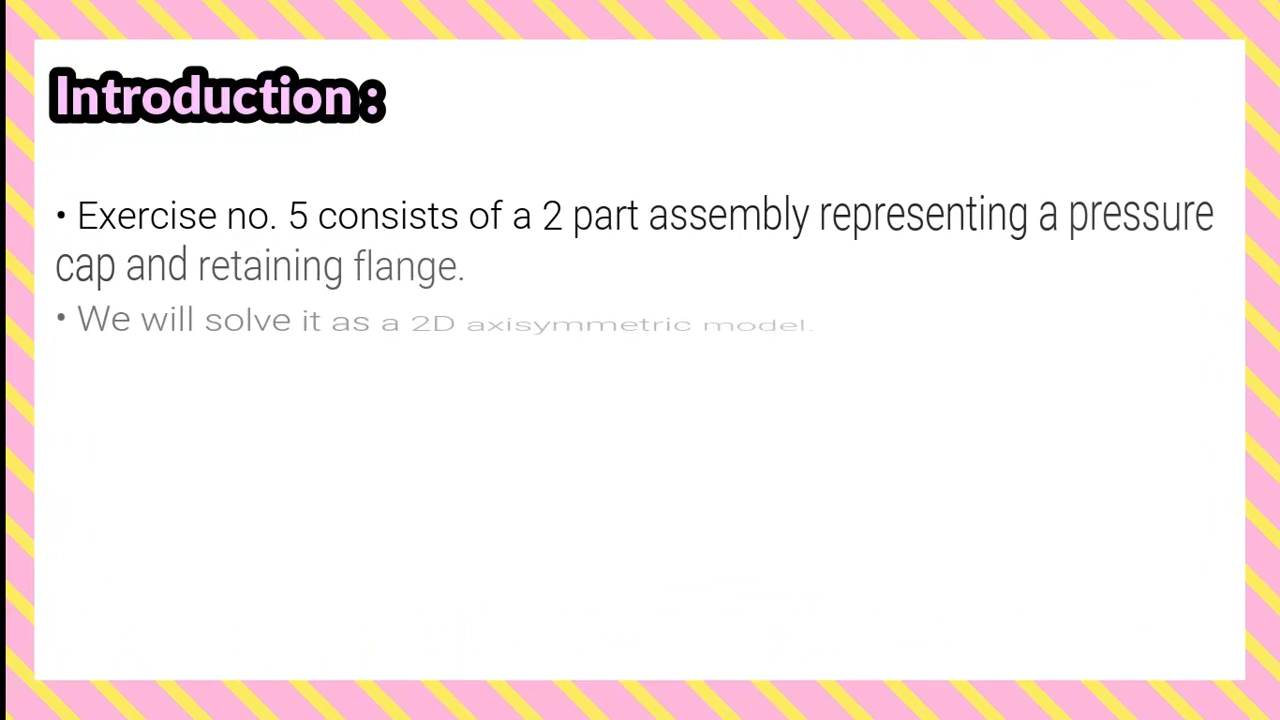 Introduction:
• Exercise no. 5 consists of a 2 part assembly representing a pressure
cap and retaining flange.
• We will solve it as a 2D axisymmetric model.